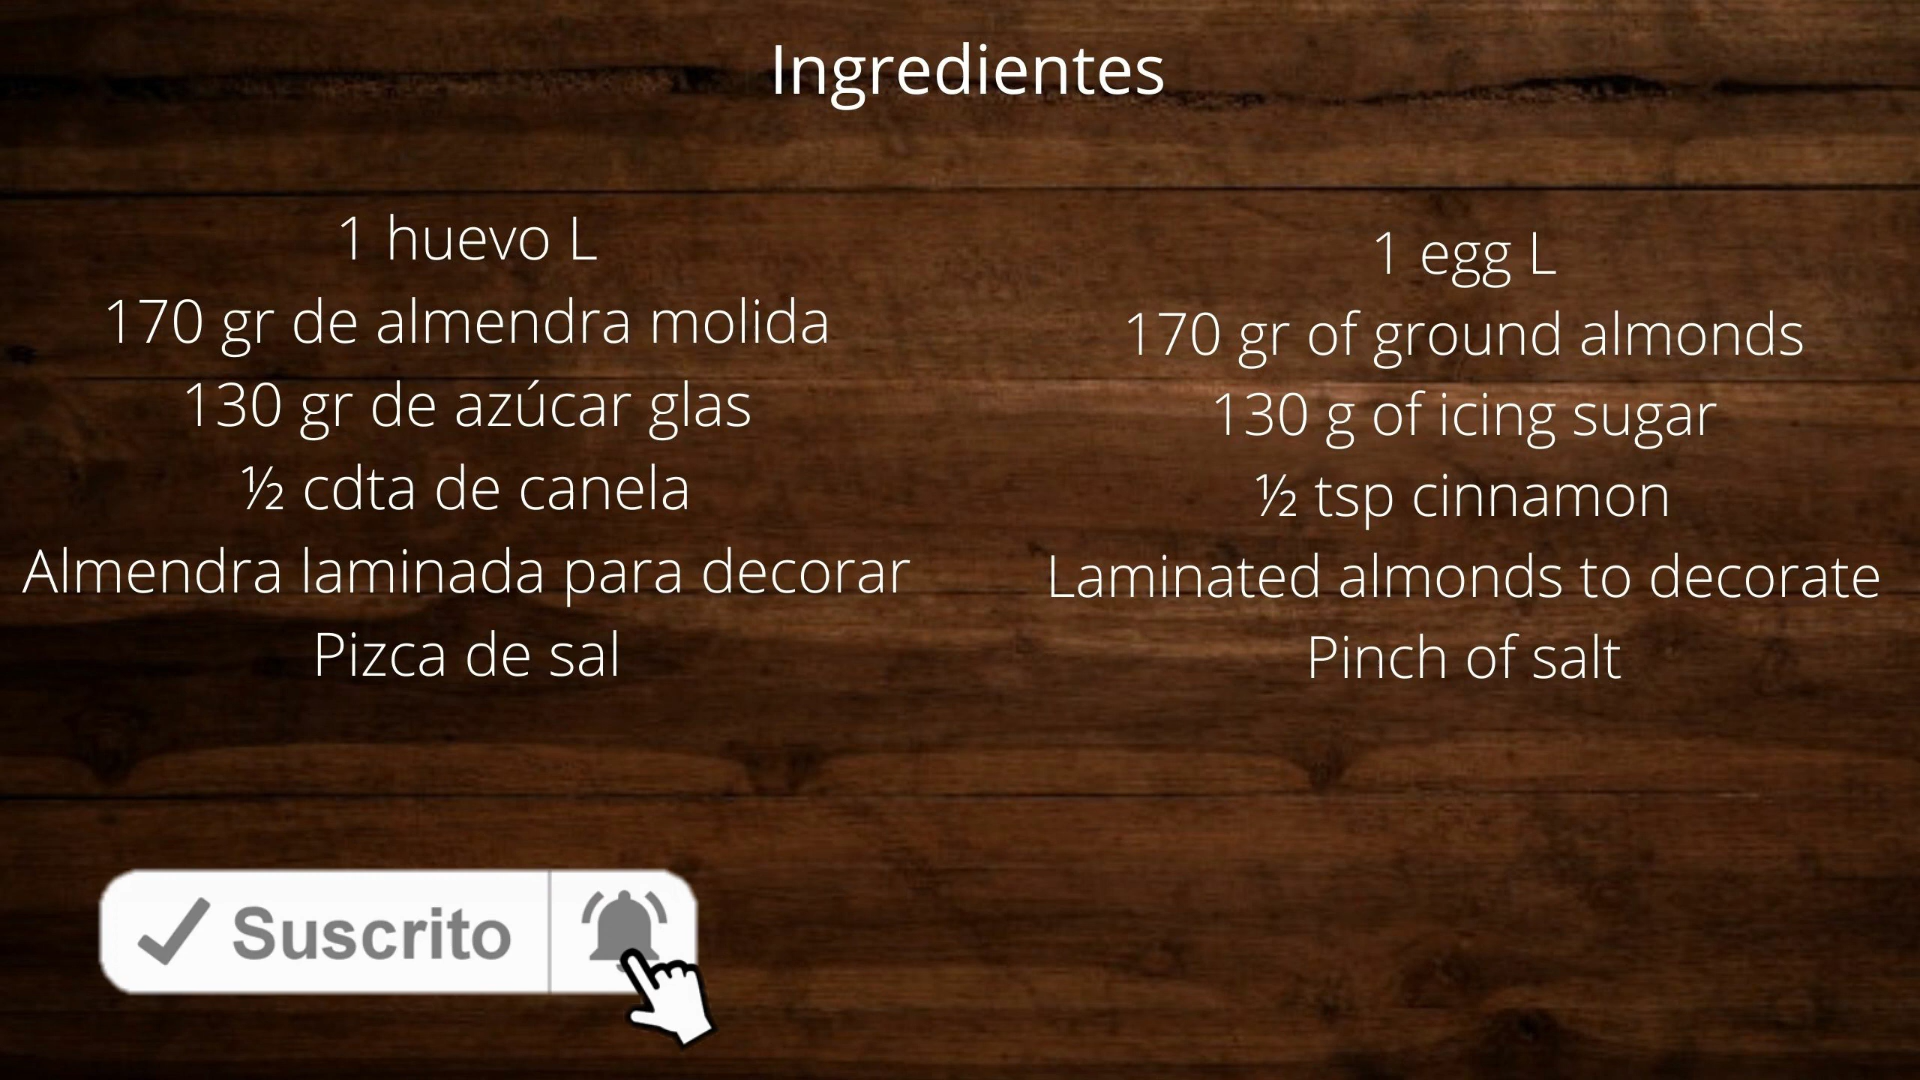 Ingredientes
1 huevo L
170 gr de almendra molida
130 gr de azúcar glas
½ cdta de canela
Almendra laminada para decorar
Pizca de sal
1 egg L
170 gr of ground almonds
130 g of icing sugar
½ tsp cinnamon
Laminated almonds to decorate
Pinch of salt
Suscrito